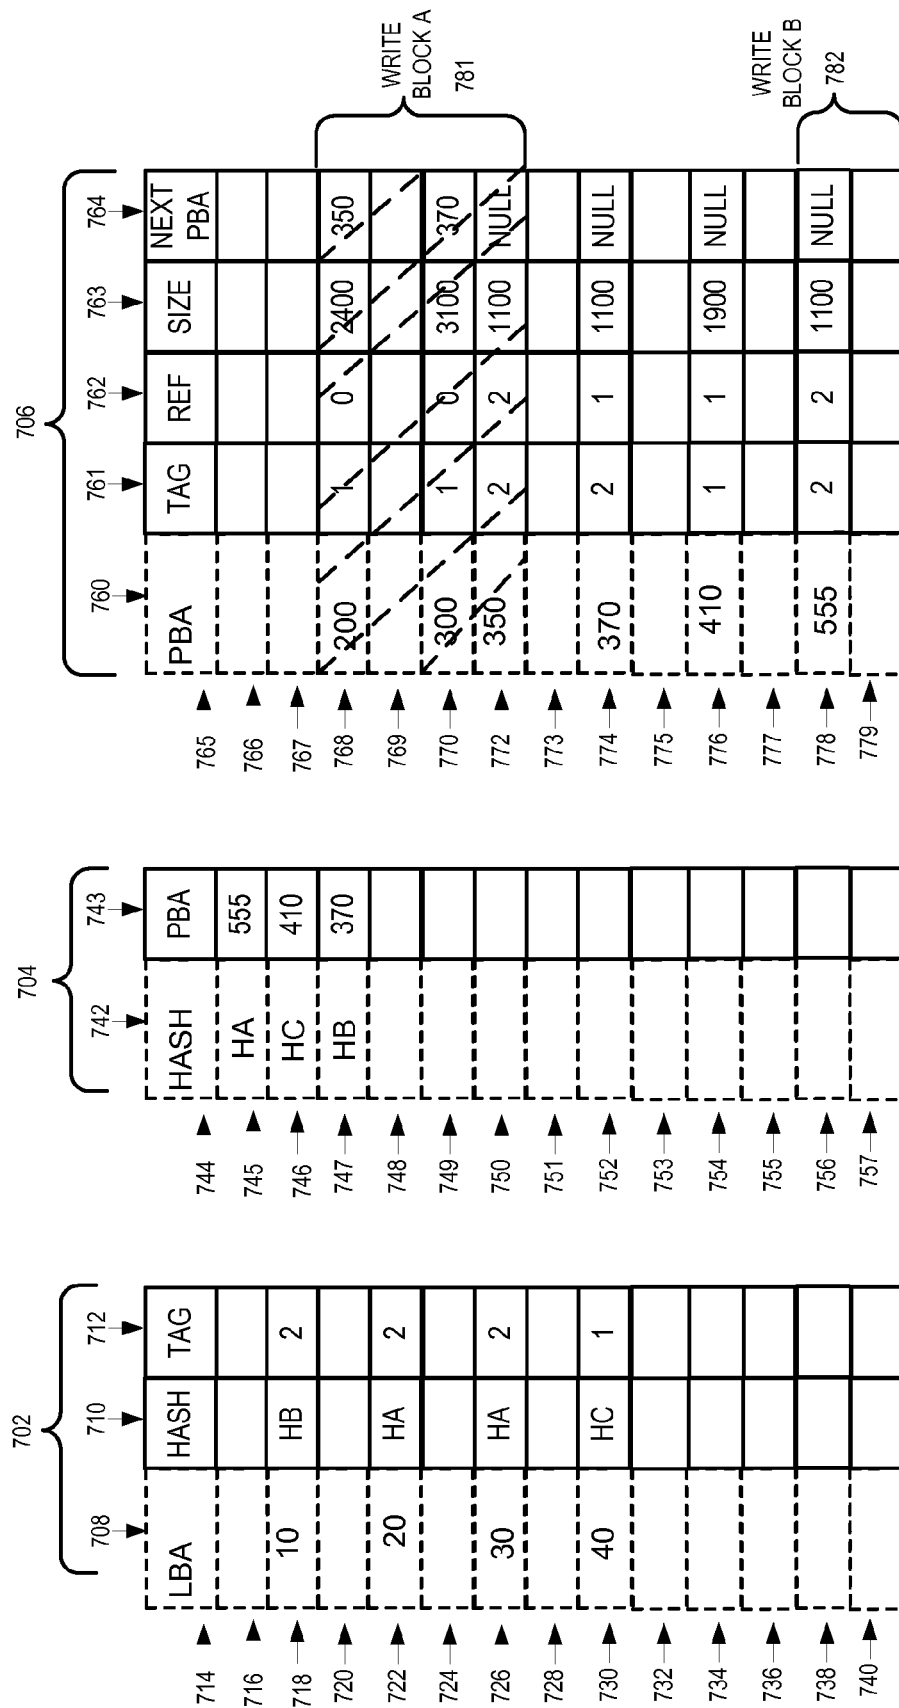 702 704 706
708 710 712 742 743 760 761 762 763 764
714 LBA HASH TAG 744 HASH PBA 765 PBA TAG REF SIZE NEXT PBA
716 745 HA 555 766
718 10 HB 2 746 HC 410 767
720 747 HB 370 768 200 1 0 2400 350
722 20 HA 2 748 769
724 749 770 300 1 0 3100 370
726 30 HA 2 750 772 350 2 2 1100 NULL
WRITE
BLOCK A
781
728 751 773
730 40 HC 1 752 774 370 2 1 1100 NULL
732 753 775
734 754 776 410 1 1 1900 NULL
736 755 777
738 756 778 555 2 2 1100 NULL
740 757 779
WRITE
BLOCK B
782